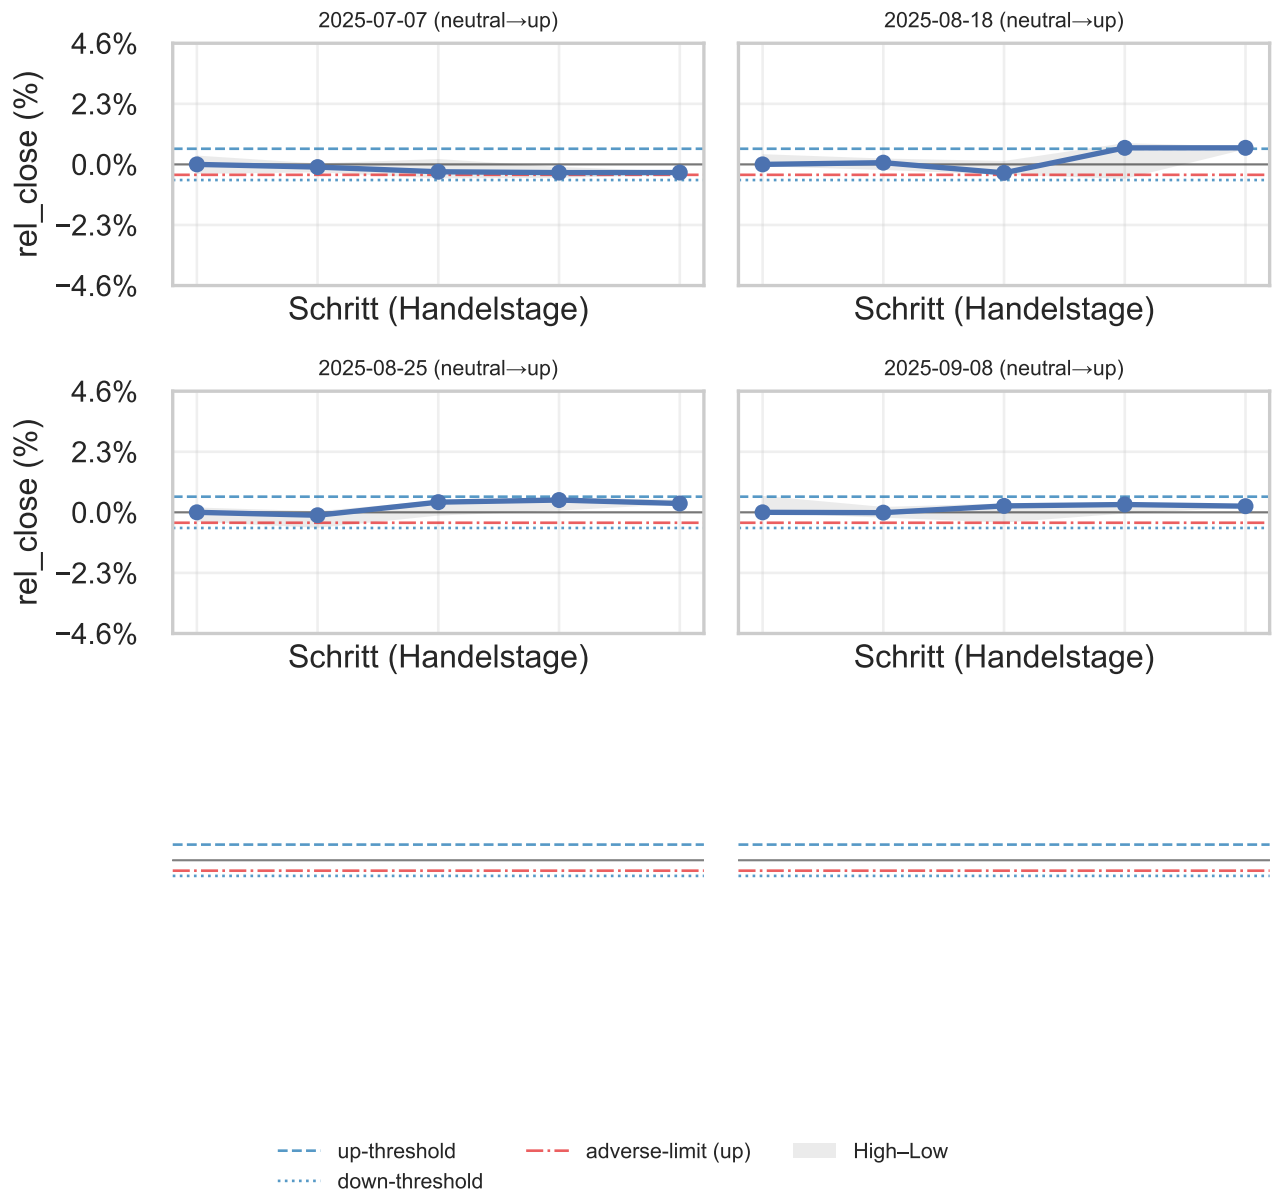 2025-07-07 (neutral→up)
2025-08-18 (neutral→up)
4.6%
2.3%
0.0%
−2.3%
−4.6%
rel_close (%)
Schritt (Handelstage)
Schritt (Handelstage)
2025-08-25 (neutral→up)
2025-09-08 (neutral→up)
4.6%
2.3%
0.0%
−2.3%
−4.6%
rel_close (%)
Schritt (Handelstage)
Schritt (Handelstage)
up-threshold
adverse-limit (up)
High–Low
down-threshold